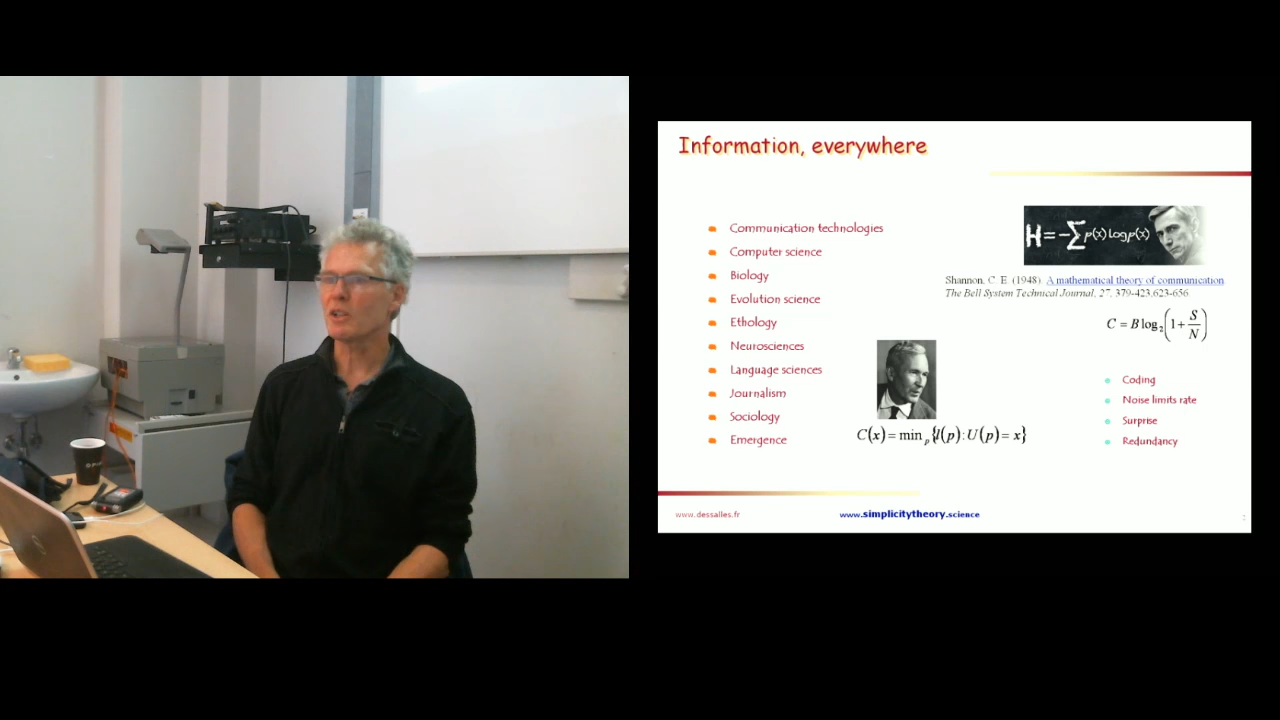 Information, everywhere
Communication technologies
Computer science
Biology
Evolution science
Ethology
Neurosciences
Language sciences
Journalism
Sociology
Emergence
H = −∑ p(x) log p(x)
Shannon. C. E. (1948). A mathematical theory of communication.
The Bell System Technical Journal, 27, 379-423,623-656.
C = B log₂(1 + S/N)
C(x) = minₚ{l(p) : U(p) = x}
Coding
Noise limits rate
Surprise
Redundancy
www.dessalles.fr
www.simplicitytheory.science